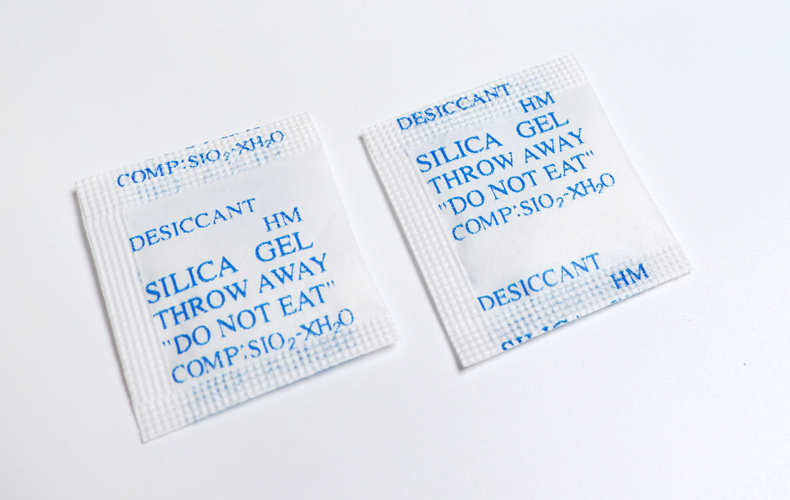 COMP:SIO₂-XH₂O
DESICCANT
HM
SILICA GEL
THROW AWAY
"DO NOT EAT"
COMP:SIO₂-XH₂O
DESICCANT
HM
SILICA GEL
THROW AWAY
"DO NOT EAT"
COMP:SIO₂-XH₂O
DESICCANT
HM